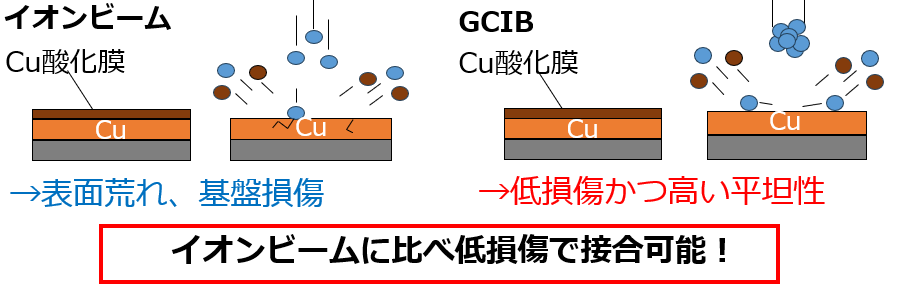 イオンビーム
Cu酸化膜
Cu
Cu
→表面荒れ、基盤損傷
GCIB
Cu酸化膜
Cu
Cu
→低損傷かつ高い平坦性
イオンビームに比べ低損傷で接合可能！